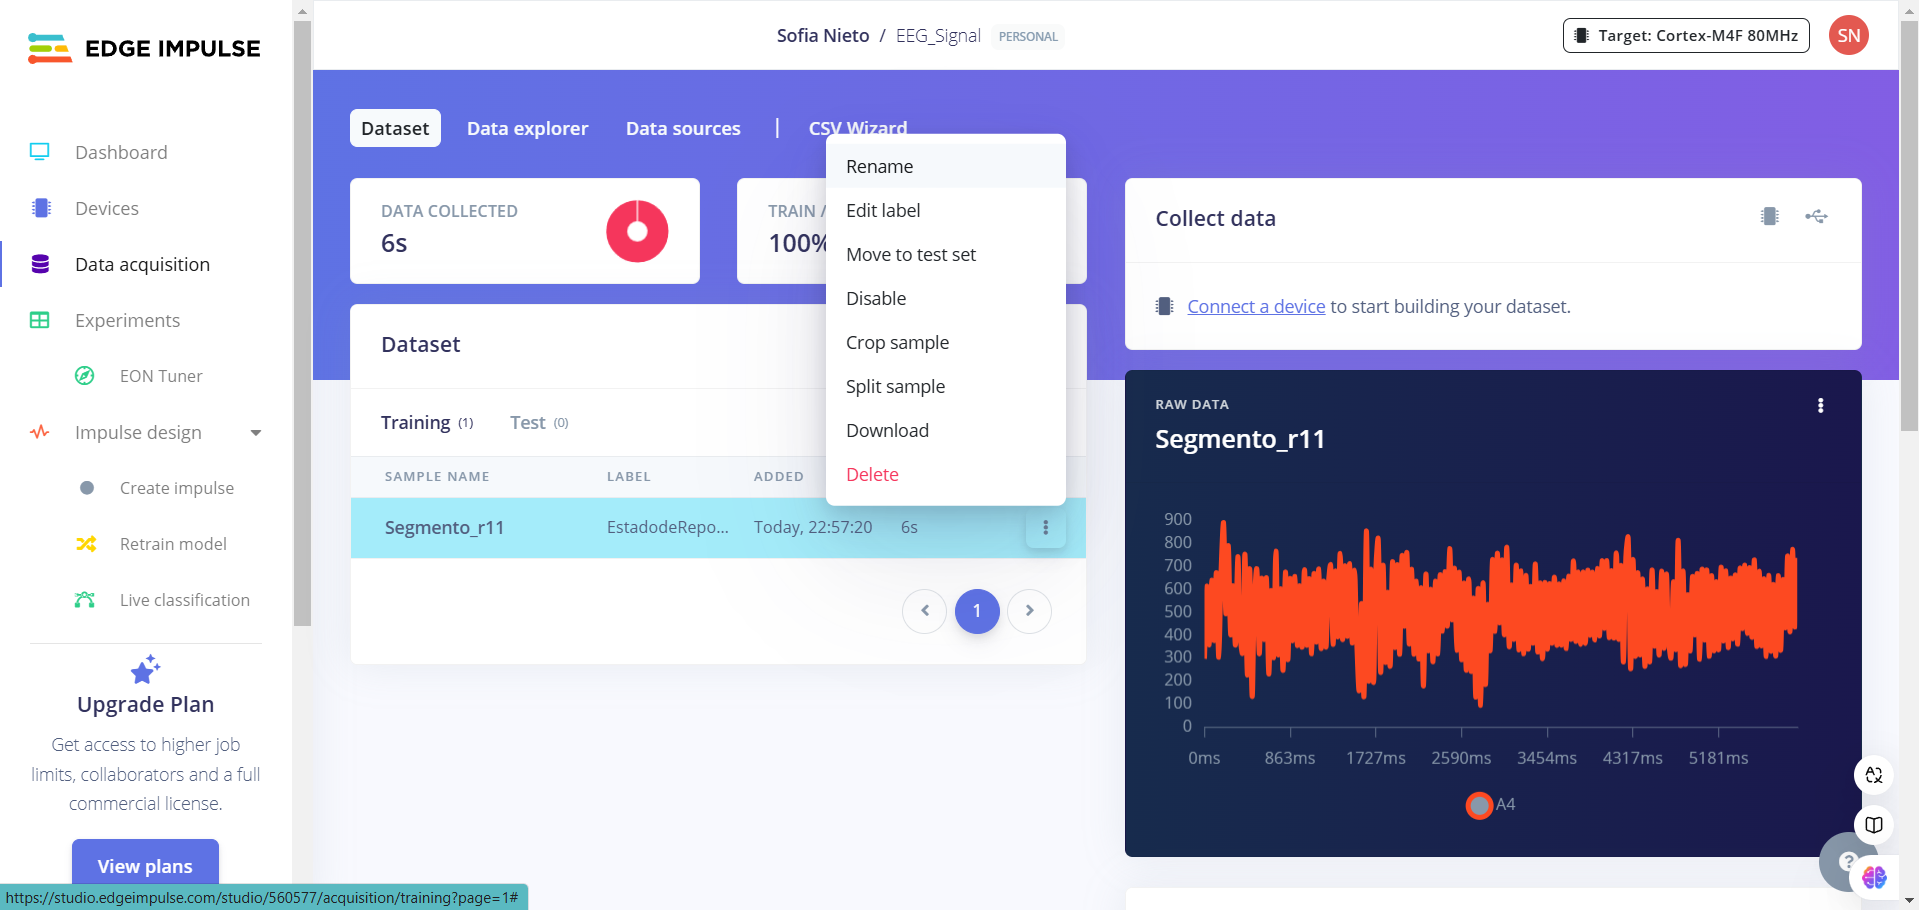 EDGE IMPULSE
Sofia Nieto / EEG_Signal PERSONAL
Target: Cortex-M4F 80MHz
SN
Dashboard
Devices
Data acquisition
Experiments
EON Tuner
Impulse design
Create impulse
Retrain model
Live classification
Upgrade Plan
Get access to higher job
limits, collaborators and a full
commercial license.
View plans
https://studio.edgeimpulse.com/studio/560577/acquisition/training?page=1#
Dataset Data explorer Data sources | CSV Wizard
DATA COLLECTED
6s
TRAIN /
100%
Rename
Edit label
Move to test set
Disable
Crop sample
Split sample
Download
Delete
Dataset
Training (1) Test (0)
SAMPLE NAME LABEL ADDED
Segmento_r11 EstadodeRepo... Today, 22:57:20 6s
1
Collect data
Connect a device to start building your dataset.
RAW DATA
Segmento_r11
900
800
700
600
500
400
300
200
100
0
0ms 863ms 1727ms 2590ms 3454ms 4317ms 5181ms
A4
?